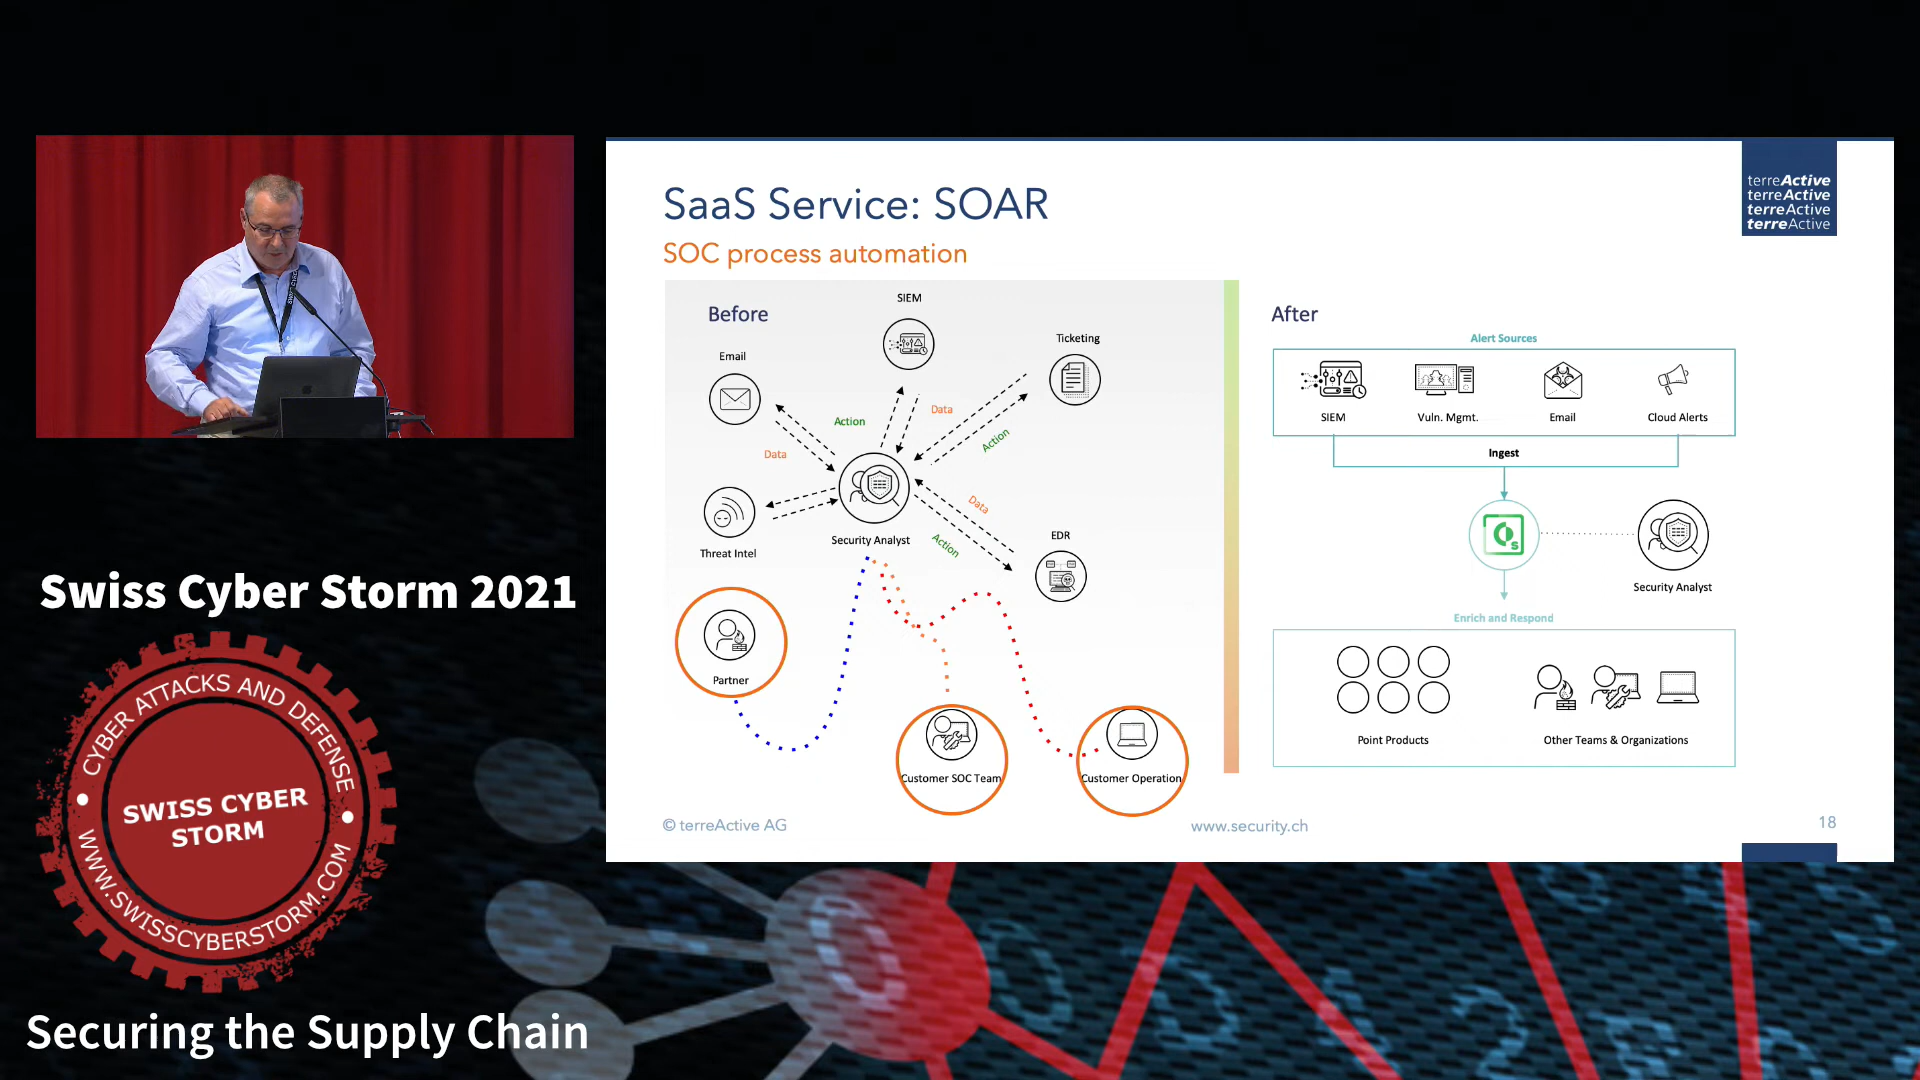 SaaS Service: SOAR
SOC process automation
terreActive
terreActive
terreActive
terreActive
Before
SIEM
Ticketing
Email
Action
Data
Action
Data
Data
Threat Intel
Security Analyst
Action
EDR
Partner
Customer SOC Team
Customer Operation
After
Alert Sources
SIEM
Vuln. Mgmt.
Email
Cloud Alerts
Ingest
Security Analyst
Enrich and Respond
Point Products
Other Teams & Organizations
© terreActive AG
www.security.ch
18
Swiss Cyber Storm 2021
CYBER ATTACKS AND DEFENSE
SWISS CYBER
STORM
WWW.SWISSCYBERSTORM.COM
Securing the Supply Chain